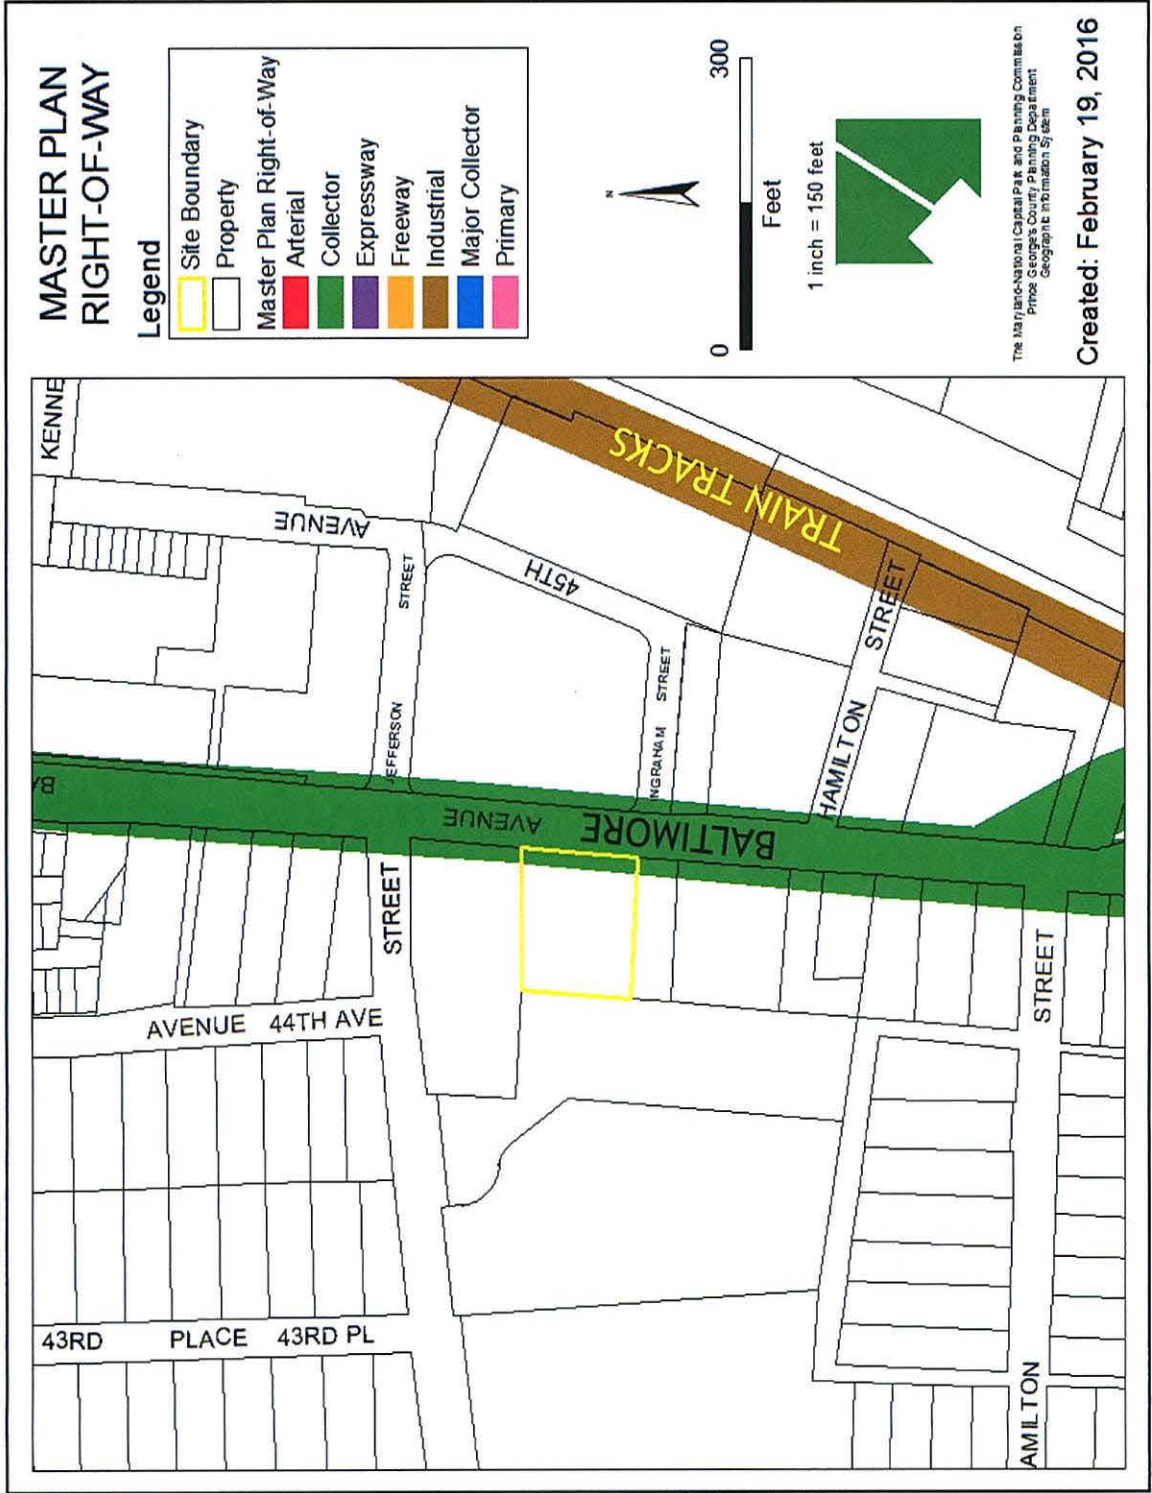 MASTER PLAN
RIGHT-OF-WAY
Legend
Site Boundary
Property
Master Plan Right-of-Way
Arterial
Collector
Expressway
Freeway
Industrial
Major Collector
Primary
N
0 300
Feet
1 inch = 150 feet
The Maryland-National Capital Park and Planning Commission
Prince George's County Planning Department
Geographic Information System
Created: February 19, 2016
KENNE
AVENUE
STREET
45TH
TRAIN TRACKS
STREET
JEFFERSON
INGRAHAM
STREET
HAMILTON
BA
AVENUE
BALTIMORE
STREET
AVENUE 44TH AVE
STREET
43RD PLACE 43RD PL
AMILTON